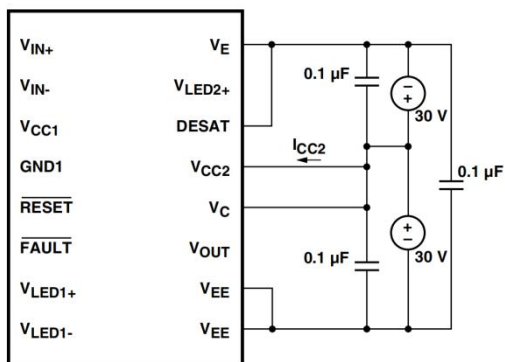 VIN+
VIN-
VCC1
GND1
RESET
FAULT
VLED1+
VLED1-
VE
VLED2+
DESAT
VCC2
VC
VOUT
VEE
VEE
ICC2
0.1 µF
30 V
0.1 µF
0.1 µF
30 V